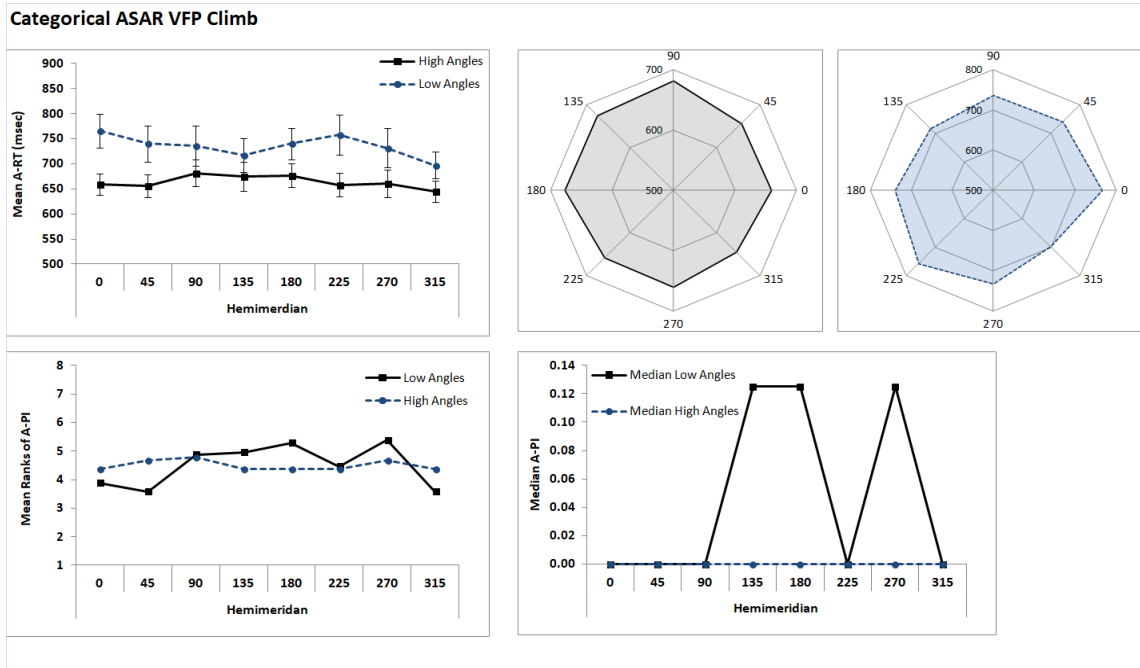 Categorical ASAR VFP Climb
High Angles
Low Angles
Mean A-RT (msec)
900
850
800
750
700
650
600
550
500
0 45 90 135 180 225 270 315
Hemimerdian
90
700
135 45
600
180 500 0
225 315
270
90
800
135 45
700
600
180 500 0
225 315
270
Low Angles
High Angles
Mean Ranks of A-PI
8
7
6
5
4
3
2
1
0 45 90 135 180 225 270 315
Hemimeridan
Median Low Angles
Median High Angles
Median A-PI
0.14
0.12
0.10
0.08
0.06
0.04
0.02
0.00
0 45 90 135 180 225 270 315
Hemimeridian